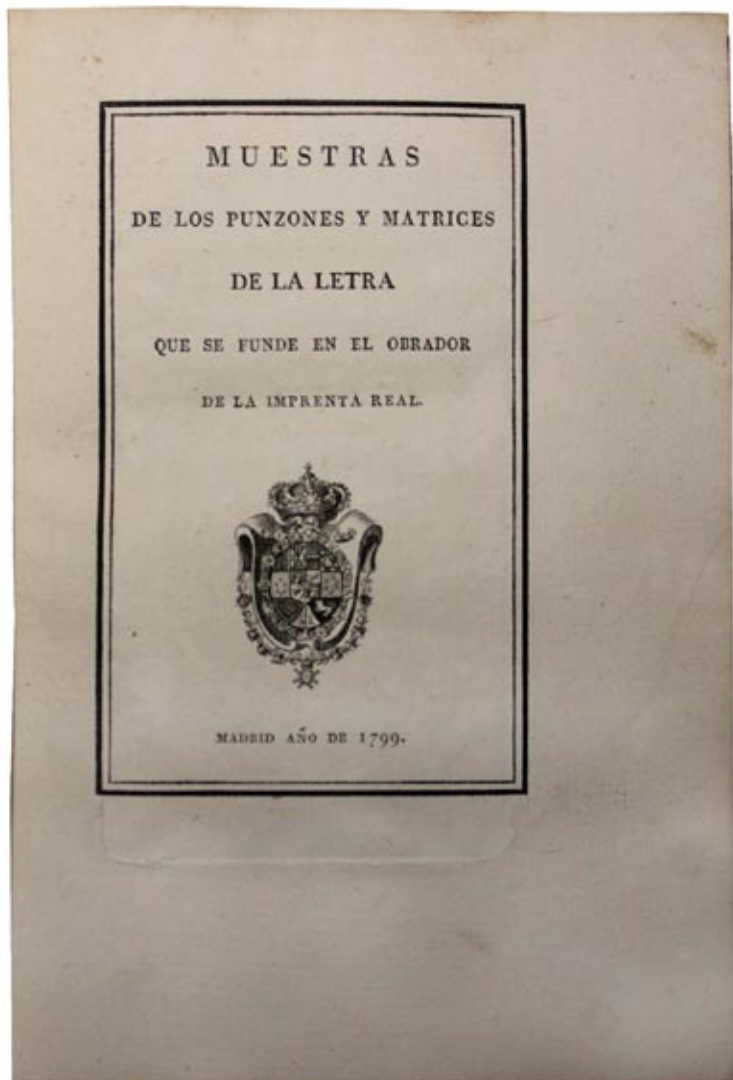 MUESTRAS
DE LOS PUNZONES Y MATRICES
DE LA LETRA
QUE SE FUNDE EN EL OBRADOR
DE LA IMPRENTA REAL.
MADRID AÑO DE 1799.